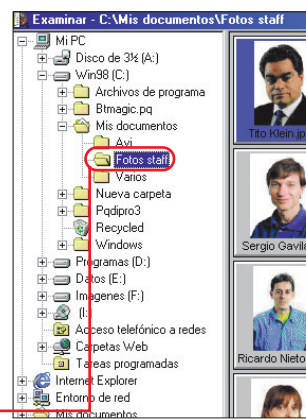 Examinar - C:\Mis documentos\Fotos staff
Mi PC
Disco de 3½ (A:)
Win98 (C:)
Archivos de programa
Btmagic.pq
Mis documentos
Avi
Fotos staff
Varios
Nueva carpeta
Pqdipro3
Recycled
Windows
Programas (D:)
Datos (E:)
Imagenes (F:)
(I:)
Acceso telefónico a redes
Carpetas Web
Tareas programadas
Internet Explorer
Entorno de red
Mis documentos
Tito Klein.jp
Sergio Gavila
Ricardo Nieto